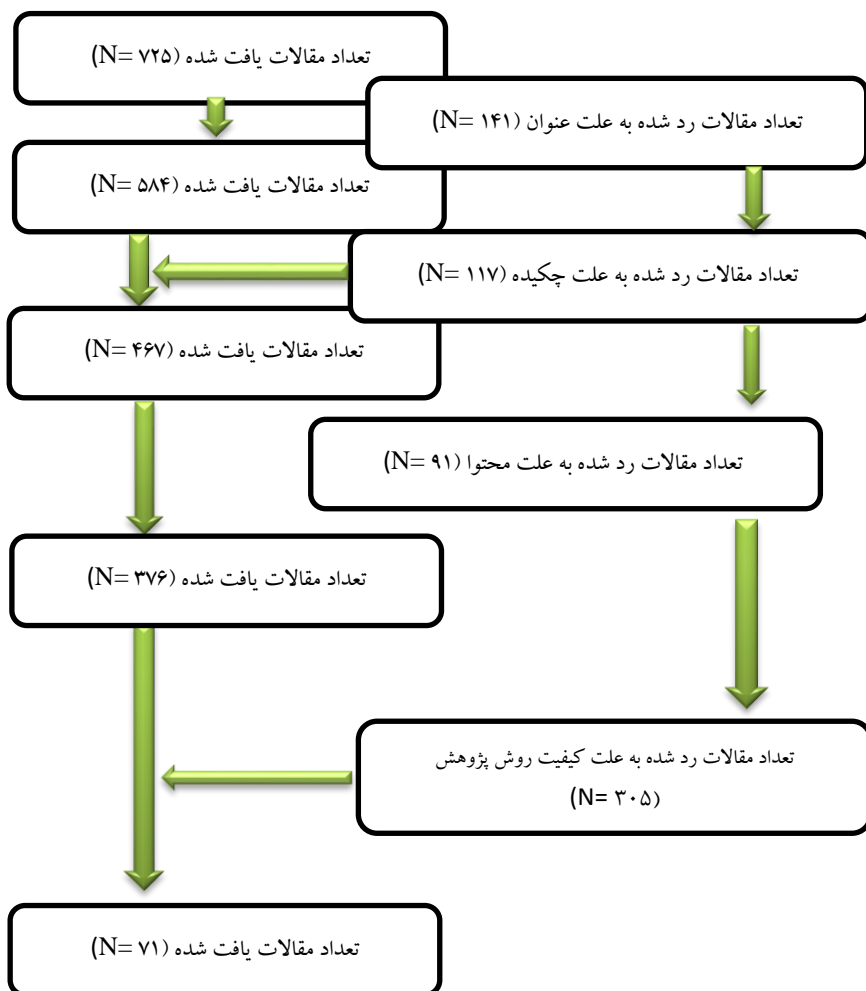 تعداد مقالات یافت شده (N= ۷۲۵)
تعداد مقالات رد شده به علت عنوان (N= ۱۴۱)
تعداد مقالات یافت شده (N= ۵۸۴)
تعداد مقالات رد شده به علت چکیده (N= ۱۱۷)
تعداد مقالات یافت شده (N= ۴۶۷)
تعداد مقالات رد شده به علت محتوا (N= ۹۱)
تعداد مقالات یافت شده (N= ۳۷۶)
تعداد مقالات رد شده به علت کیفیت روش پژوهش
(N= ۳۰۵)
تعداد مقالات یافت شده (N= ۷۱)